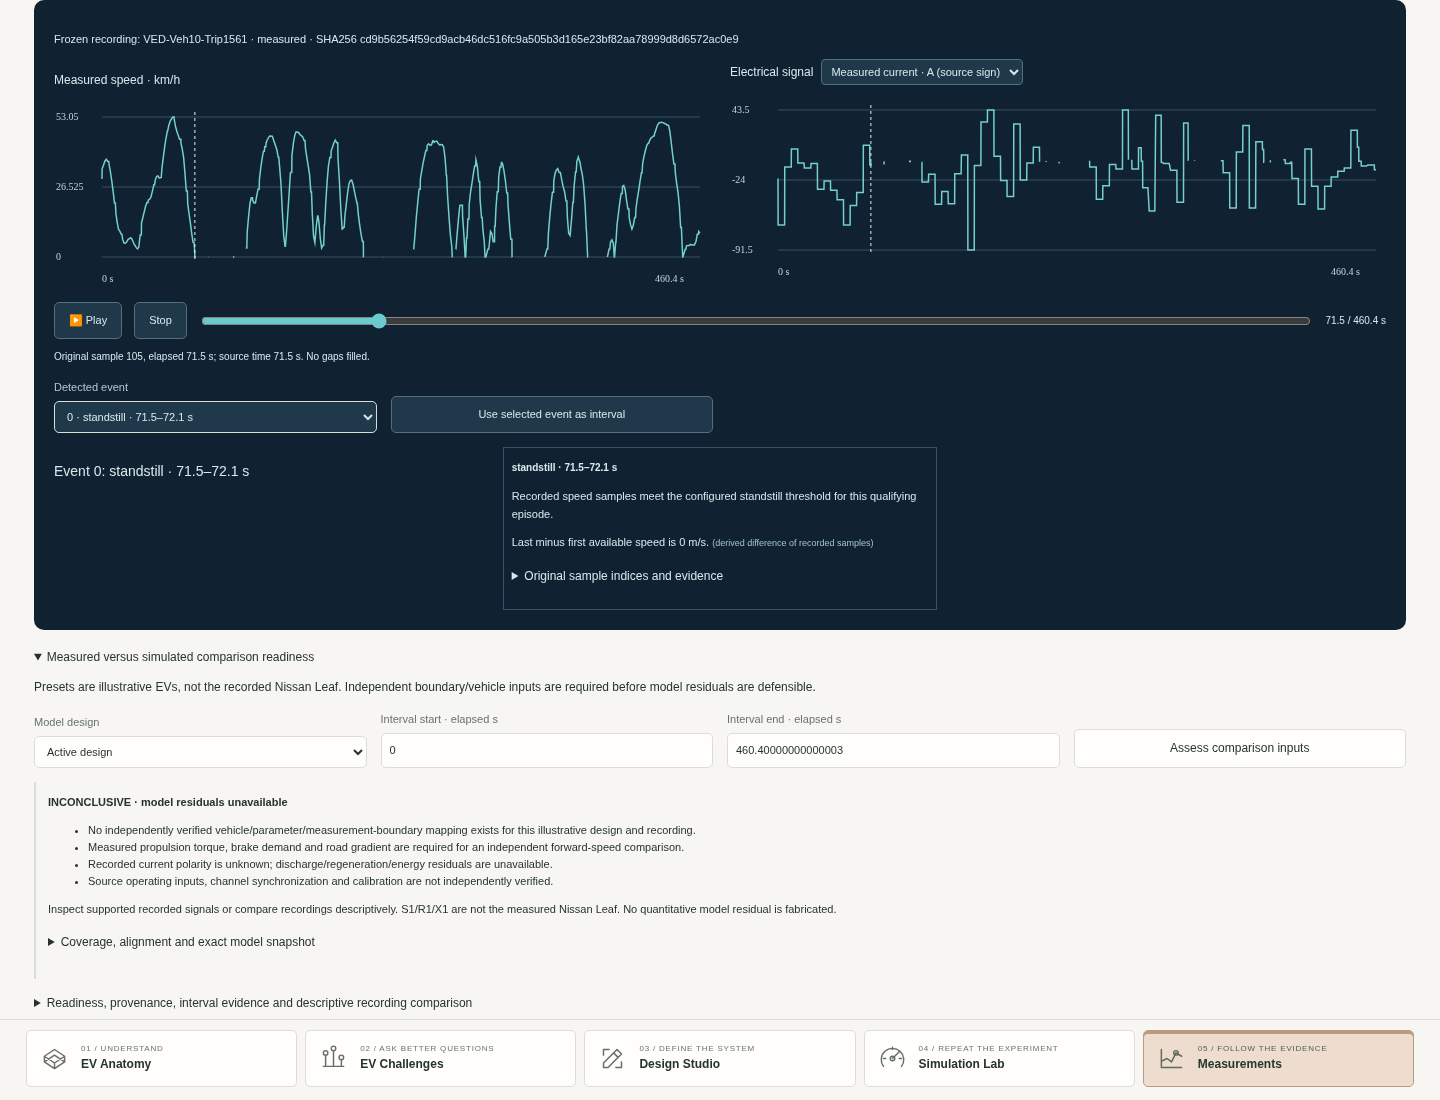 Frozen recording: VED-Veh10-Trip1561 · measured · SHA256 cd9b56254f59cd9acb46dc516fc9a505b3d165e23bf82aa78999d8d6572ac0e9
Measured speed · km/h
53.05
26.525
0
0 s
460.4 s
Electrical signal
Measured current · A (source sign)
43.5
-24
-91.5
0 s
460.4 s
Play
Stop
71.5 / 460.4 s
Original sample 105, elapsed 71.5 s; source time 71.5 s. No gaps filled.
Detected event
0 · standstill · 71.5–72.1 s
Use selected event as interval
Event 0: standstill · 71.5–72.1 s
standstill · 71.5–72.1 s
Recorded speed samples meet the configured standstill threshold for this qualifying
episode.
Last minus first available speed is 0 m/s. (derived difference of recorded samples)
Original sample indices and evidence
Measured versus simulated comparison readiness
Presets are illustrative EVs, not the recorded Nissan Leaf. Independent boundary/vehicle inputs are required before model residuals are defensible.
Model design
Active design
Interval start · elapsed s
0
Interval end · elapsed s
460.40000000000003
Assess comparison inputs
INCONCLUSIVE · model residuals unavailable
No independently verified vehicle/parameter/measurement-boundary mapping exists for this illustrative design and recording.
Measured propulsion torque, brake demand and road gradient are required for an independent forward-speed comparison.
Recorded current polarity is unknown; discharge/regeneration/energy residuals are unavailable.
Source operating inputs, channel synchronization and calibration are not independently verified.
Inspect supported recorded signals or compare recordings descriptively. S1/R1/X1 are not the measured Nissan Leaf. No quantitative model residual is fabricated.
Coverage, alignment and exact model snapshot
Readiness, provenance, interval evidence and descriptive recording comparison
01 / UNDERSTAND
EV Anatomy
02 / ASK BETTER QUESTIONS
EV Challenges
03 / DEFINE THE SYSTEM
Design Studio
04 / REPEAT THE EXPERIMENT
Simulation Lab
05 / FOLLOW THE EVIDENCE
Measurements